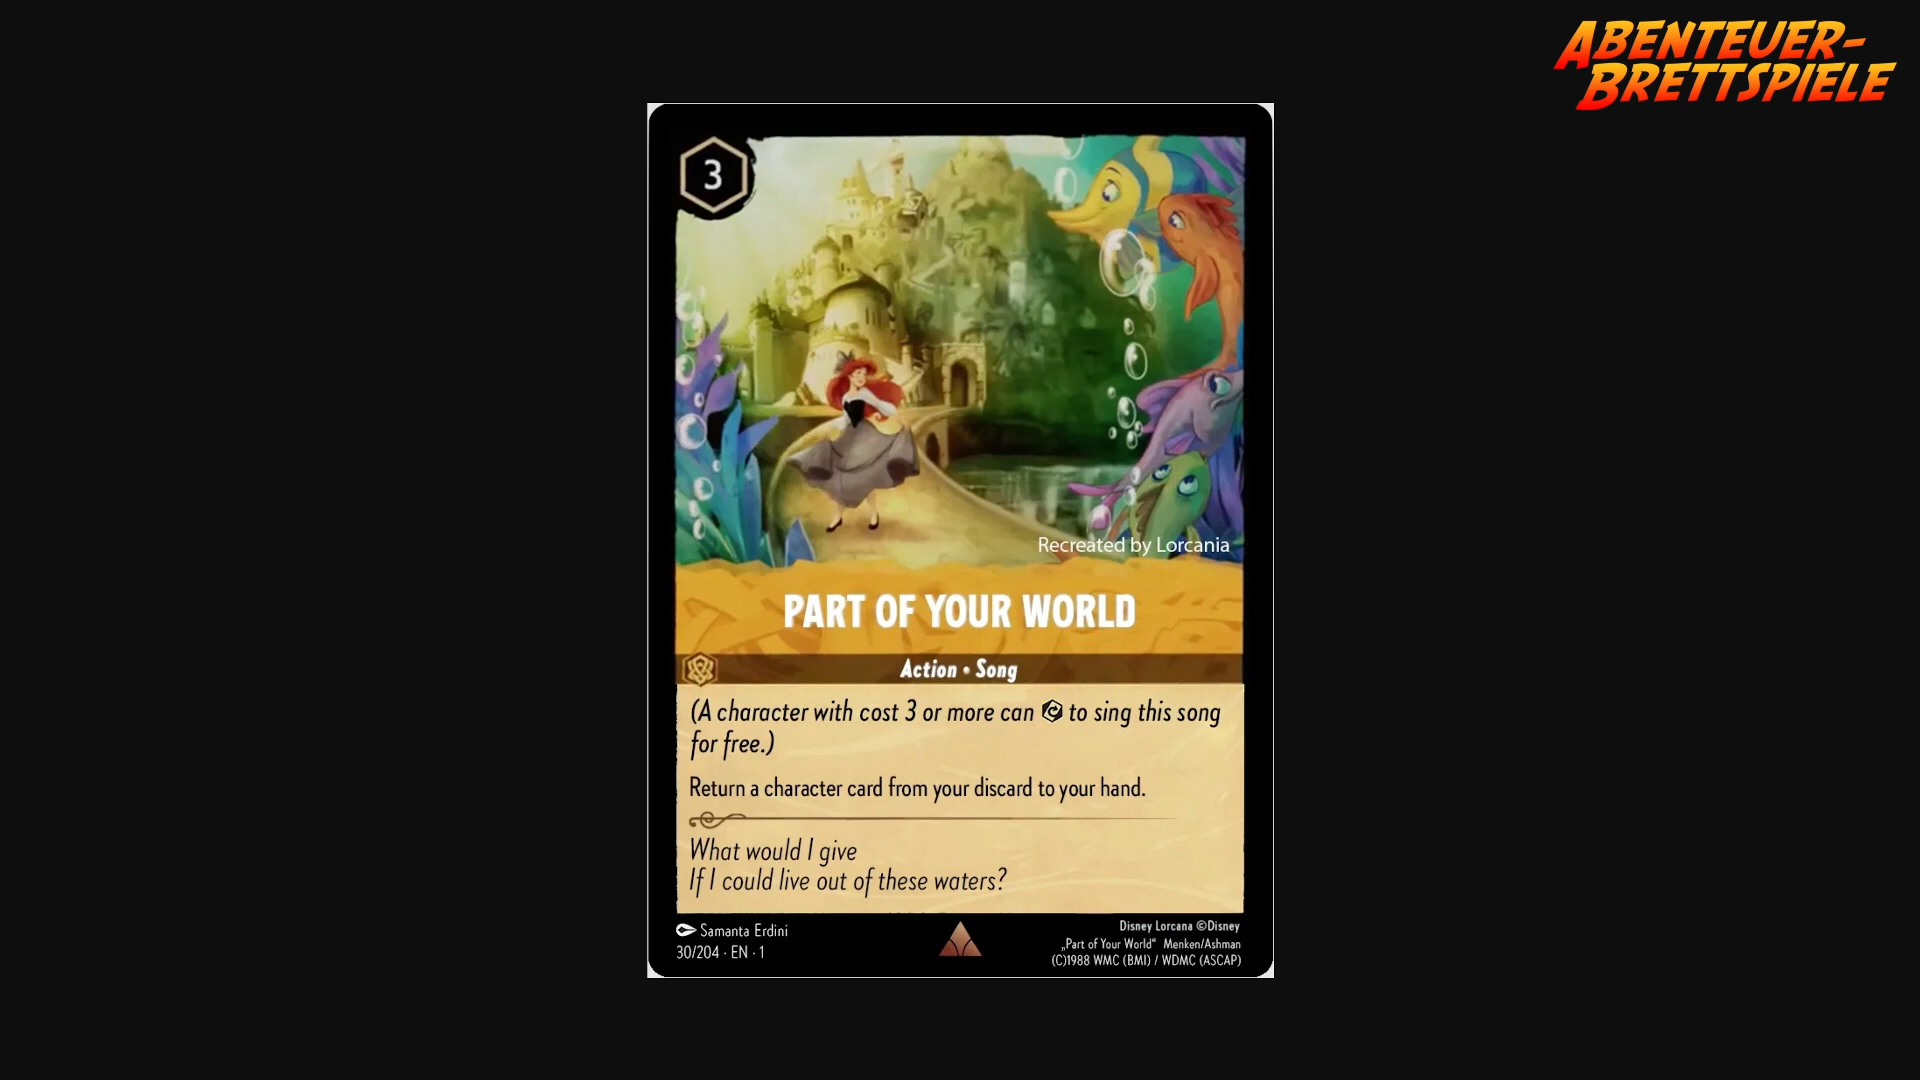 ABENTEUER-
BRETTSPIELE
3
Recreated by Lorcania
PART OF YOUR WORLD
Action • Song
(A character with cost 3 or more can to sing this song
for free.)
Return a character card from your discard to your hand.
What would I give
If I could live out of these waters?
Samanta Erdini
30/204 · EN · 1
Disney Lorcana ©Disney
„Part of Your World“ Menken/Ashman
(C)1988 WMC (BMI) / WDMC (ASCAP)